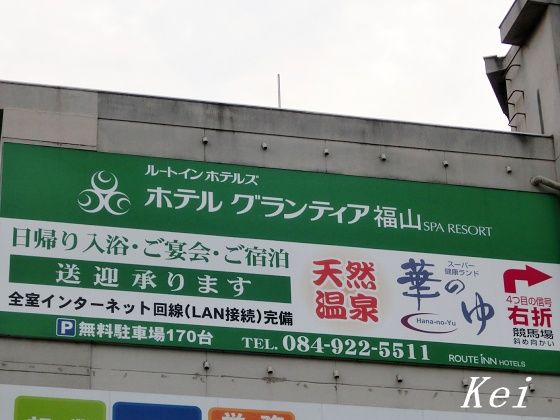 ルートインホテルズ
ホテル グランティア福山 SPA RESORT
日帰り入浴・ご宴会・ご宿泊
送迎承ります
全室インターネット回線(LAN接続)完備
P 無料駐車場170台
天然
温泉
スーパー
健康ランド
華のゆ
Hana-no-Yu
4つ目の信号
右折
競馬場
斜め向かい
TEL. 084-922-5511
ROUTE INN HOTELS
Kei